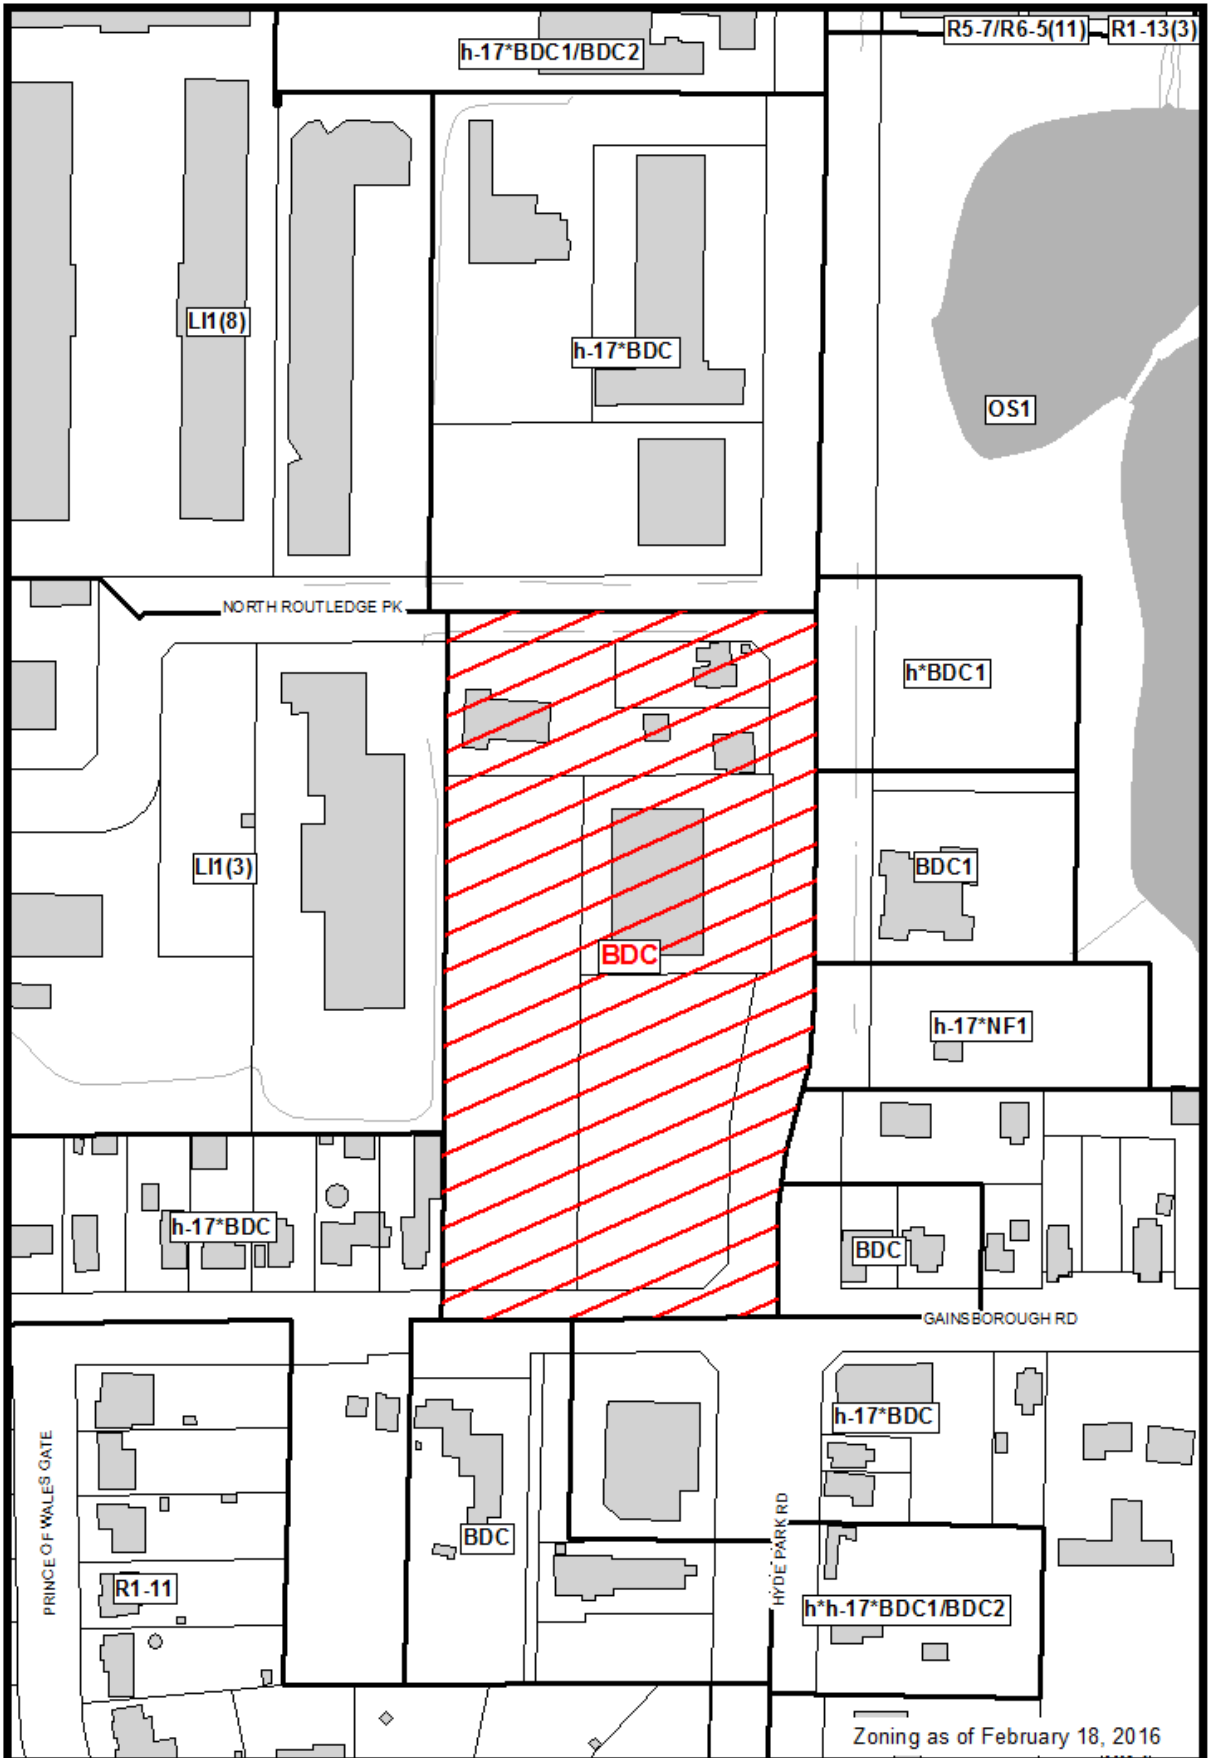 R5-7/R6-5(11)
R1-13(3)
h-17*BDC1/BDC2
LI1(8)
h-17*BDC
OS1
NORTH ROUTLEDGE PK
h*BDC1
LI1(3)
BDC1
BDC
h-17*NF1
h-17*BDC
BDC
GAINSBOROUGH RD
h-17*BDC
PRINCE OF WALES GATE
BDC
HYDE PARK RD
R1-11
h*h-17*BDC1/BDC2
Zoning as of February 18, 2016